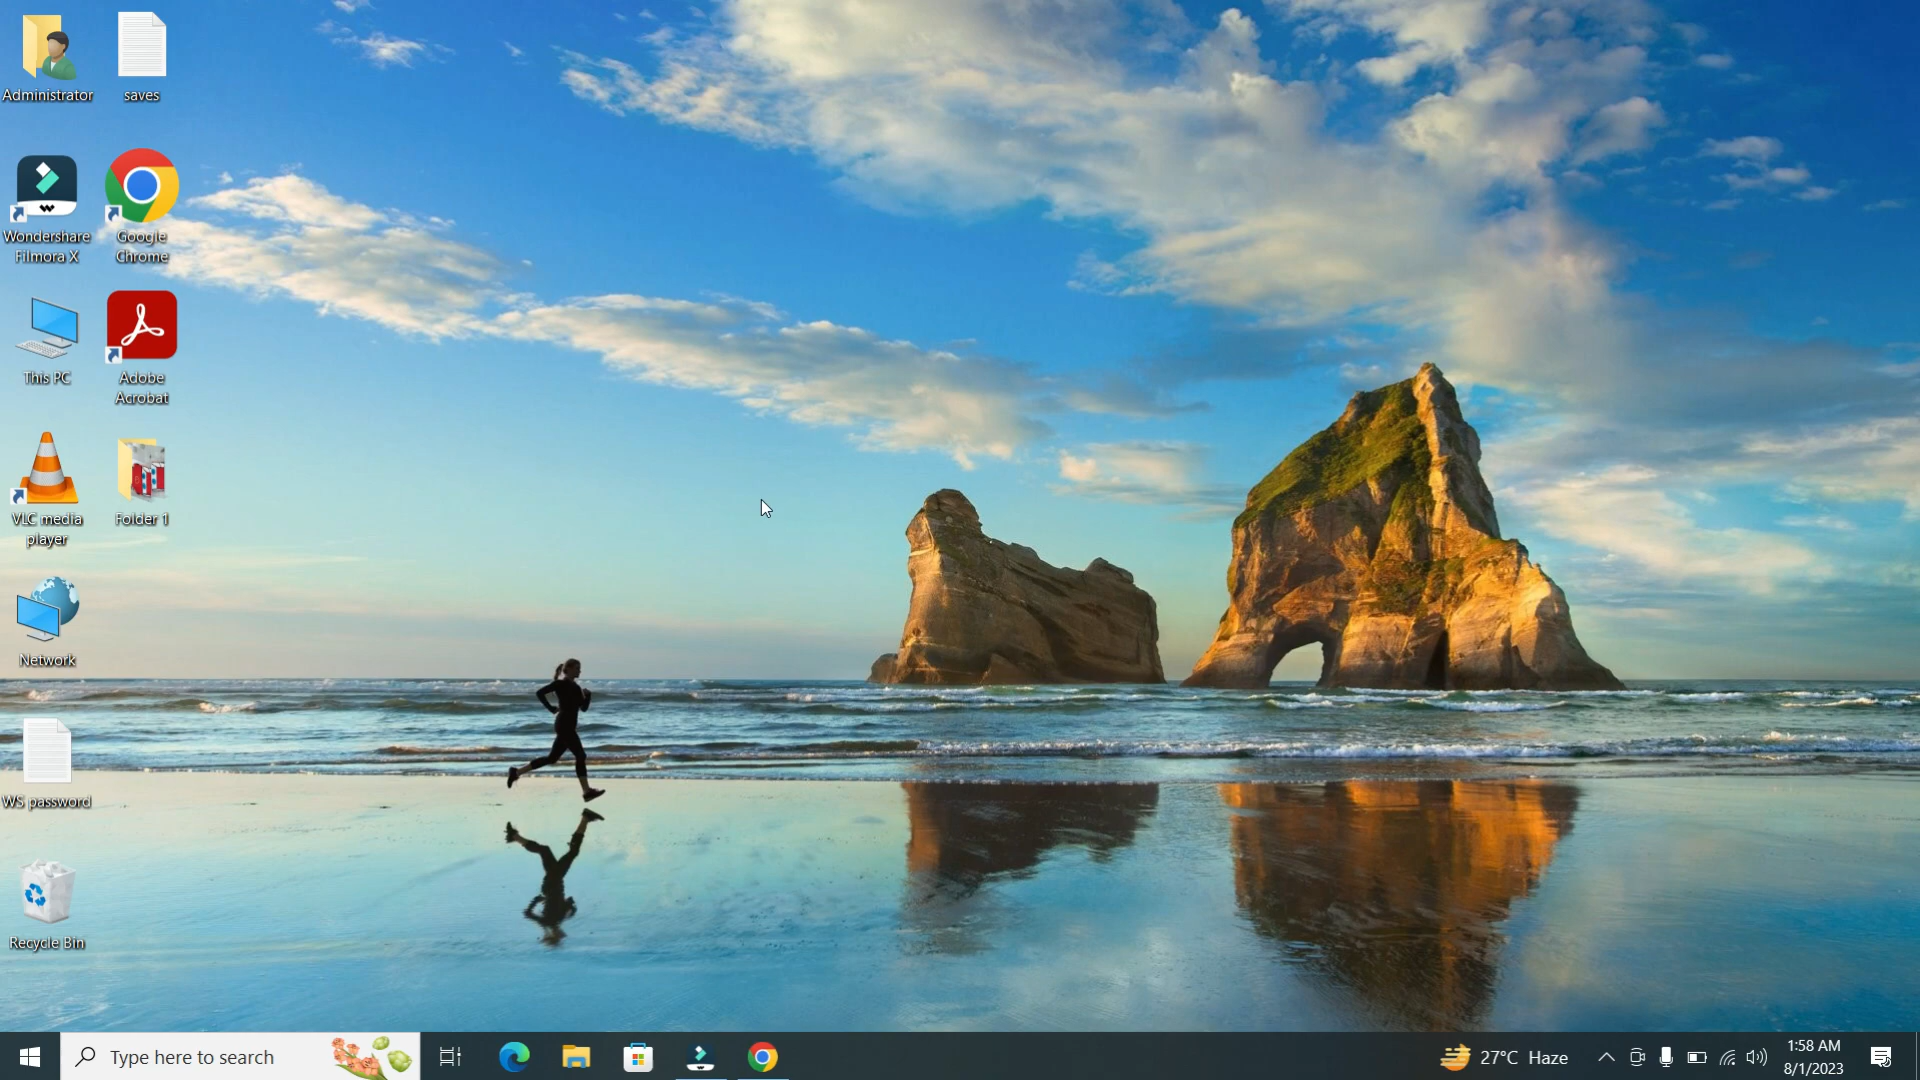 Administrator
saves
Wondershare
Filmora X
Google
Chrome
This PC
Adobe
Acrobat
VLC media
player
Folder 1
Network
WS password
Recycle Bin
Type here to search
27°C Haze
1:58 AM
8/1/2023